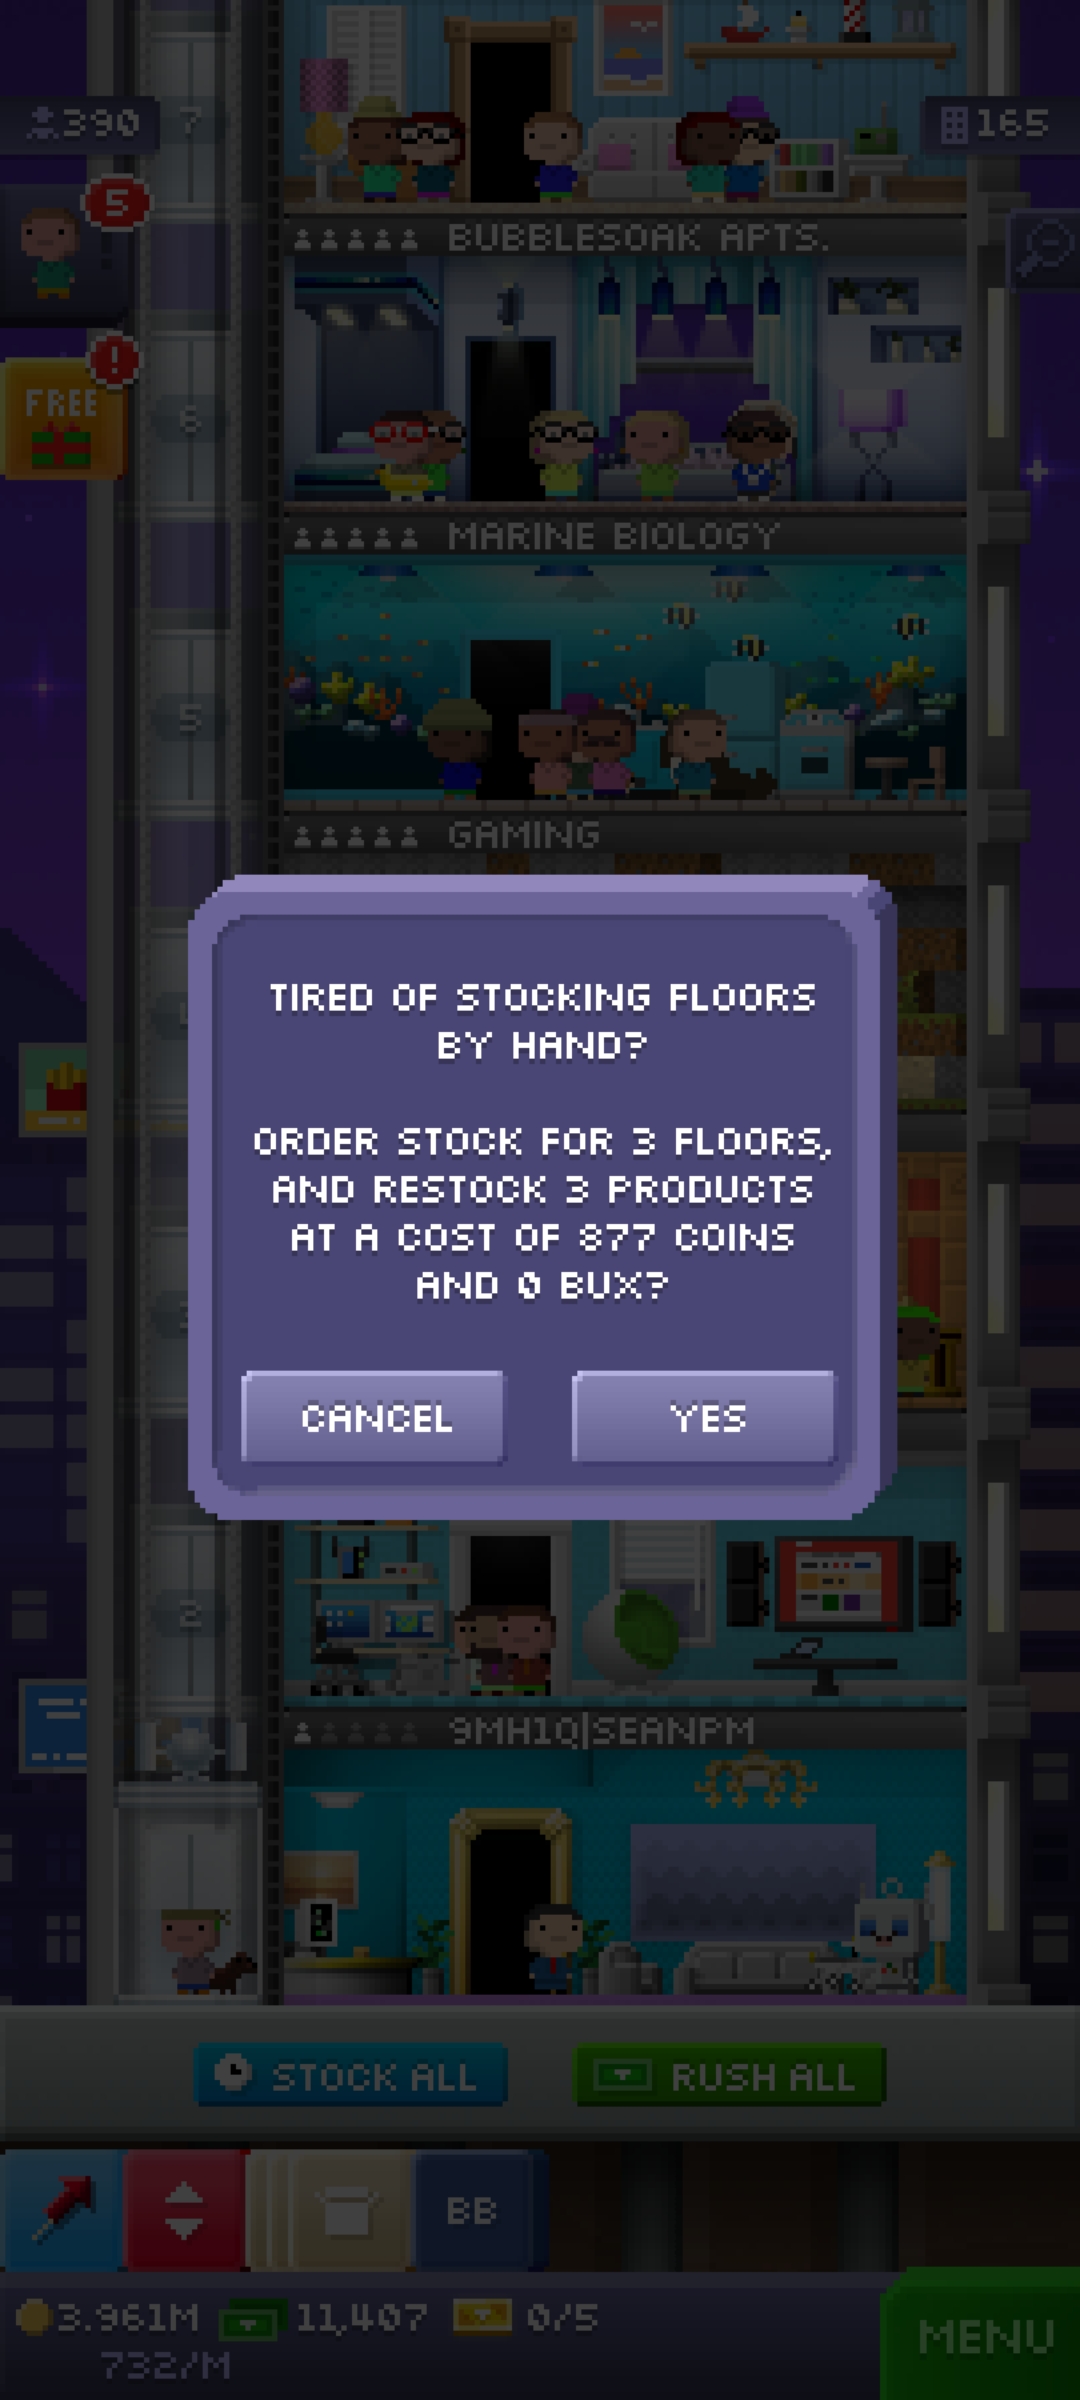 390
7
165
5
BUBBLESOAK APTS.
!
FREE
6
MARINE BIOLOGY
5
GAMING
TIRED OF STOCKING FLOORS
BY HAND?
ORDER STOCK FOR 3 FLOORS,
AND RESTOCK 3 PRODUCTS
AT A COST OF 877 COINS
AND 0 BUX?
CANCEL
YES
2
9MH1Q|SEANPM
STOCK ALL
RUSH ALL
BB
3.961M
11,407
0/5
732/M
MENU